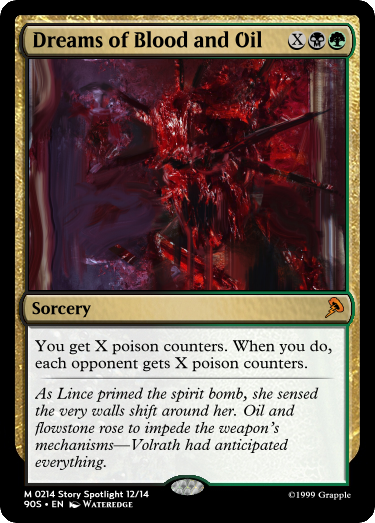 Dreams of Blood and Oil X
Sorcery
You get X poison counters. When you do,
each opponent gets X poison counters.
As Lince primed the spirit bomb, she sensed
the very walls shift around her. Oil and
flowstone rose to impede the weapon's
mechanisms—Volrath had anticipated
everything.
M 0214 Story Spotlight 12/14
90S • EN Wateredge
©1999 Grapple